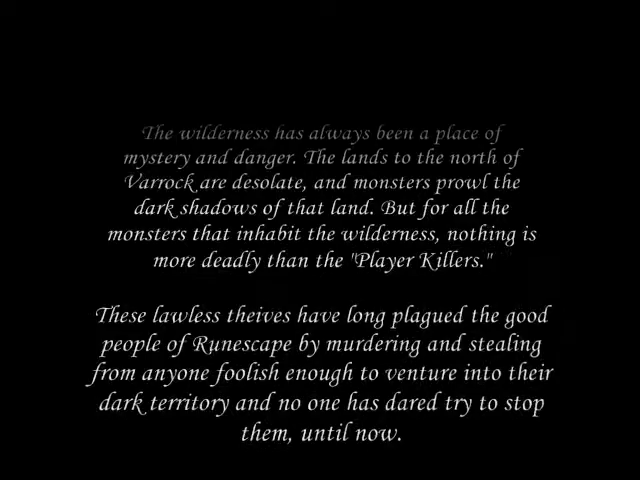 The wilderness has always been a place of
mystery and danger. The lands to the north of
Varrock are desolate, and monsters prowl the
dark shadows of that land. But for all the
monsters that inhabit the wilderness, nothing is
more deadly than the "Player Killers."
These lawless theives have long plagued the good
people of Runescape by murdering and stealing
from anyone foolish enough to venture into their
dark territory and no one has dared try to stop
them, until now.